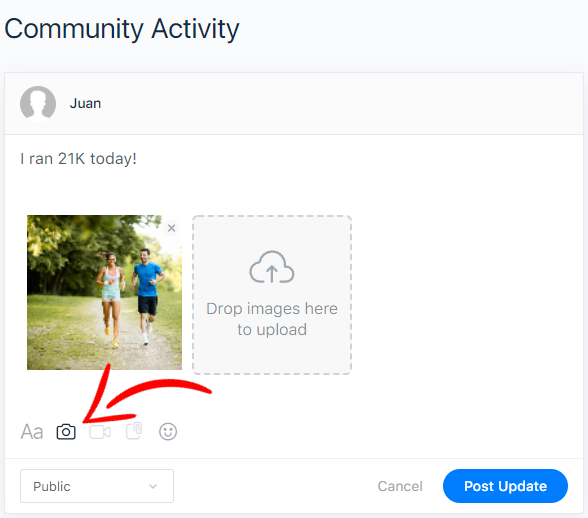 Community Activity
Juan
I ran 21K today!
×
Drop images here
to upload
Aa
Public
Cancel
Post Update